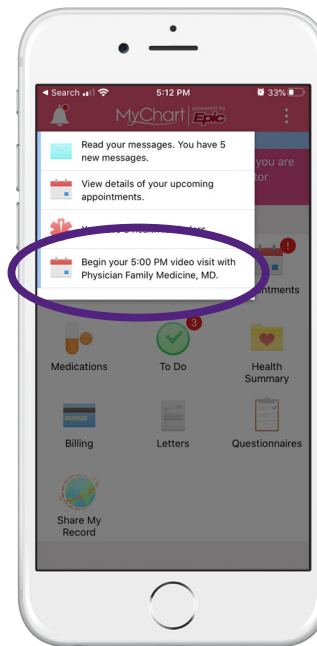 Search
5:12 PM
33%
MyChart powered by Epic
Read your messages. You have 5
new messages.
you are
View details of your upcoming
appointments.
Begin your 5:00 PM video visit with
Physician Family Medicine, MD.
Medications
To Do
3
Health
Summary
Billing
Letters
Questionnaires
Share My
Record